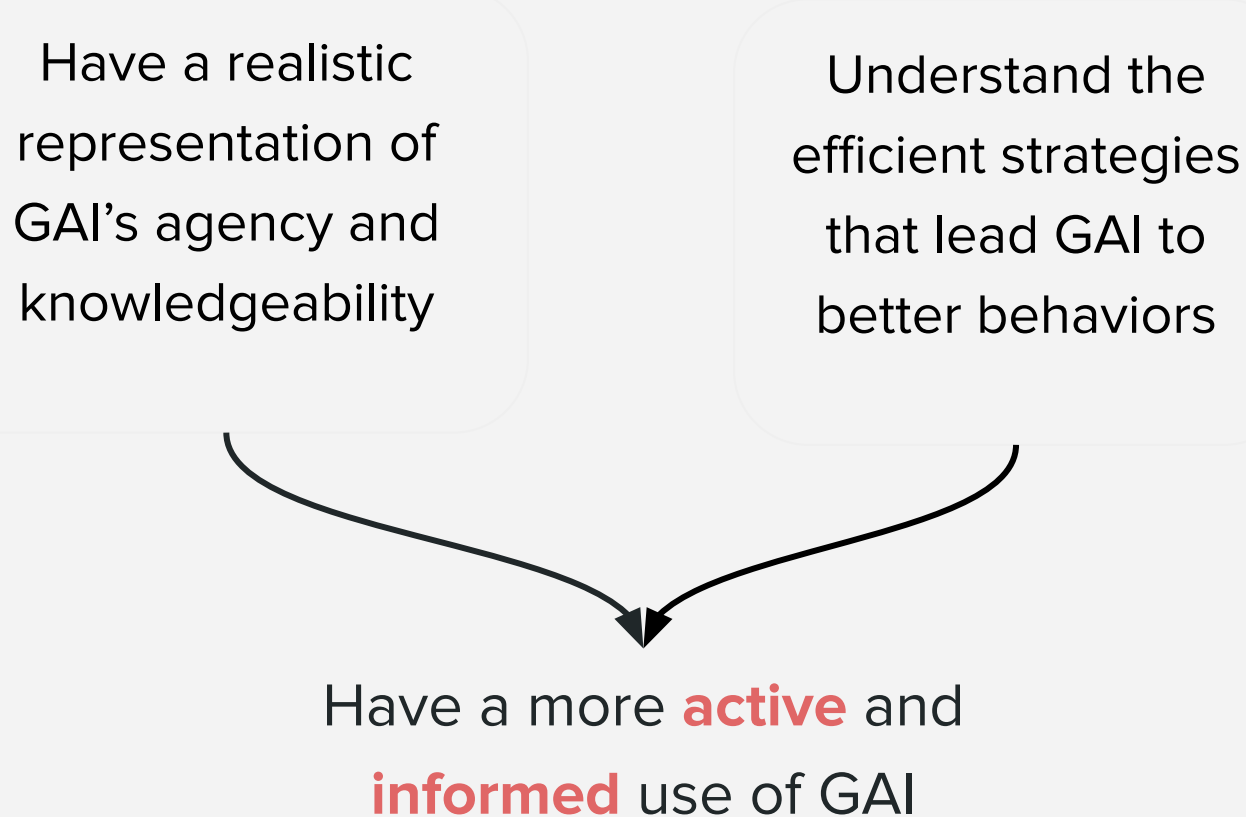 Have a realistic
representation of
GAI’s agency and
knowledgeability
Understand the
efficient strategies
that lead GAI to
better behaviors
Have a more active and
informed use of GAI